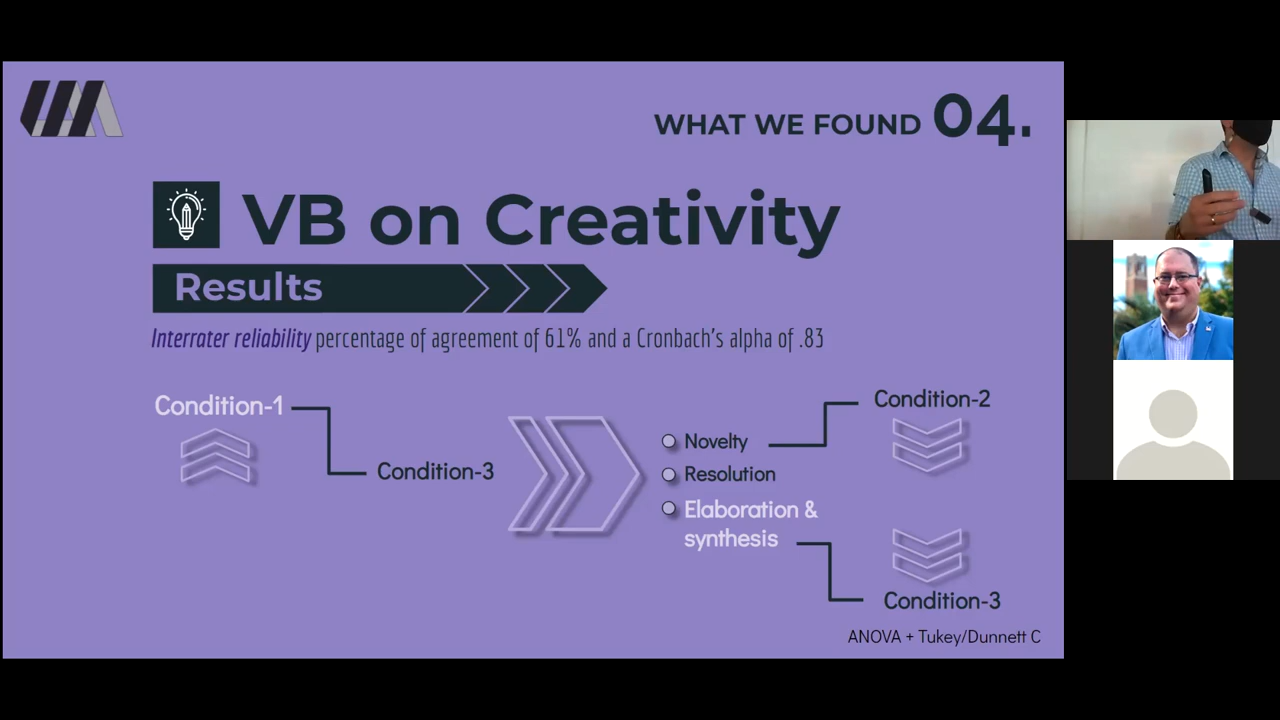 WHAT WE FOUND 04.
VB on Creativity
Results
Interrater reliability percentage of agreement of 61% and a Cronbach's alpha of .83
Condition-1
Condition-3
Novelty
Resolution
Elaboration &
synthesis
Condition-2
Condition-3
ANOVA + Tukey/Dunnett C